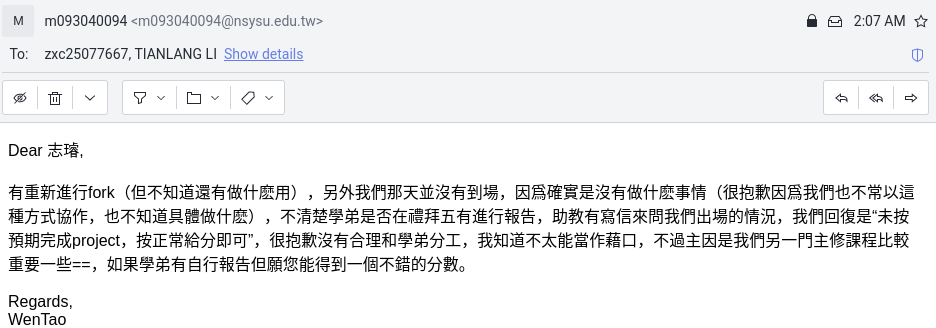 M m093040094 <m093040094@nsysu.edu.tw> 2:07 AM
To: zxc25077667, TIANLANG LI Show details
Dear 志璿,
有重新進行fork（但不知道還有做什麽用），另外我們那天並沒有到場，因爲確實是沒有做什麽事情（很抱歉因爲我們也不常以這
種方式協作，也不知道具體做什麽），不清楚學弟是否在禮拜五有進行報告，助教有寫信來問我們出場的情況，我們回復是“未按
預期完成project，按正常給分即可”，很抱歉沒有合理和學弟分工，我知道不太能當作藉口，不過主因是我們另一門主修課程比較
重要一些==，如果學弟有自行報告但願您能得到一個不錯的分數。
Regards,
WenTao